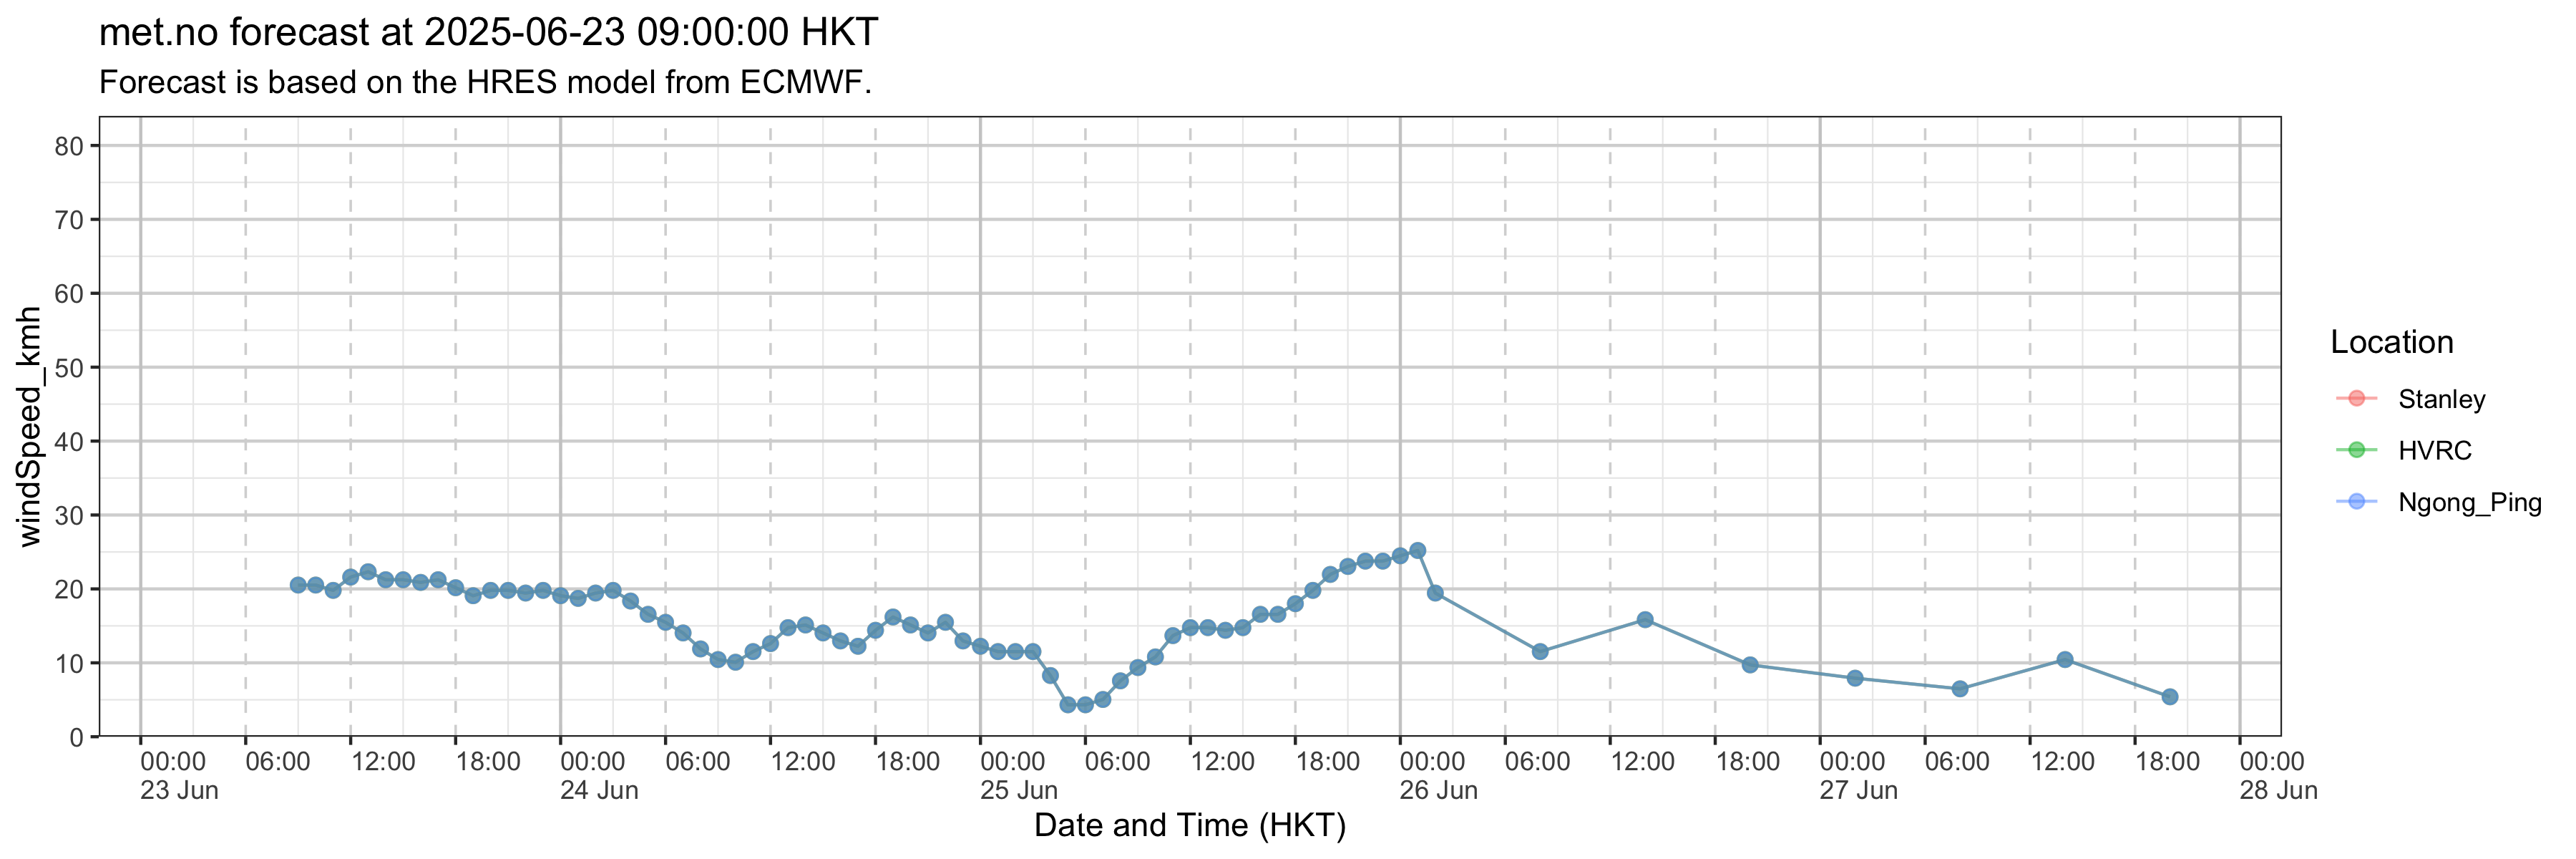 met.no forecast at 2025-06-23 09:00:00 HKT
Forecast is based on the HRES model from ECMWF.
windSpeed_kmh
80
70
60
50
40
30
20
10
0
00:00 06:00 12:00 18:00 00:00 06:00 12:00 18:00 00:00 06:00 12:00 18:00 00:00 06:00 12:00 18:00 00:00 06:00 12:00 18:00 00:00
23 Jun 24 Jun 25 Jun 26 Jun 27 Jun 28 Jun
Date and Time (HKT)
Location
Stanley
HVRC
Ngong_Ping